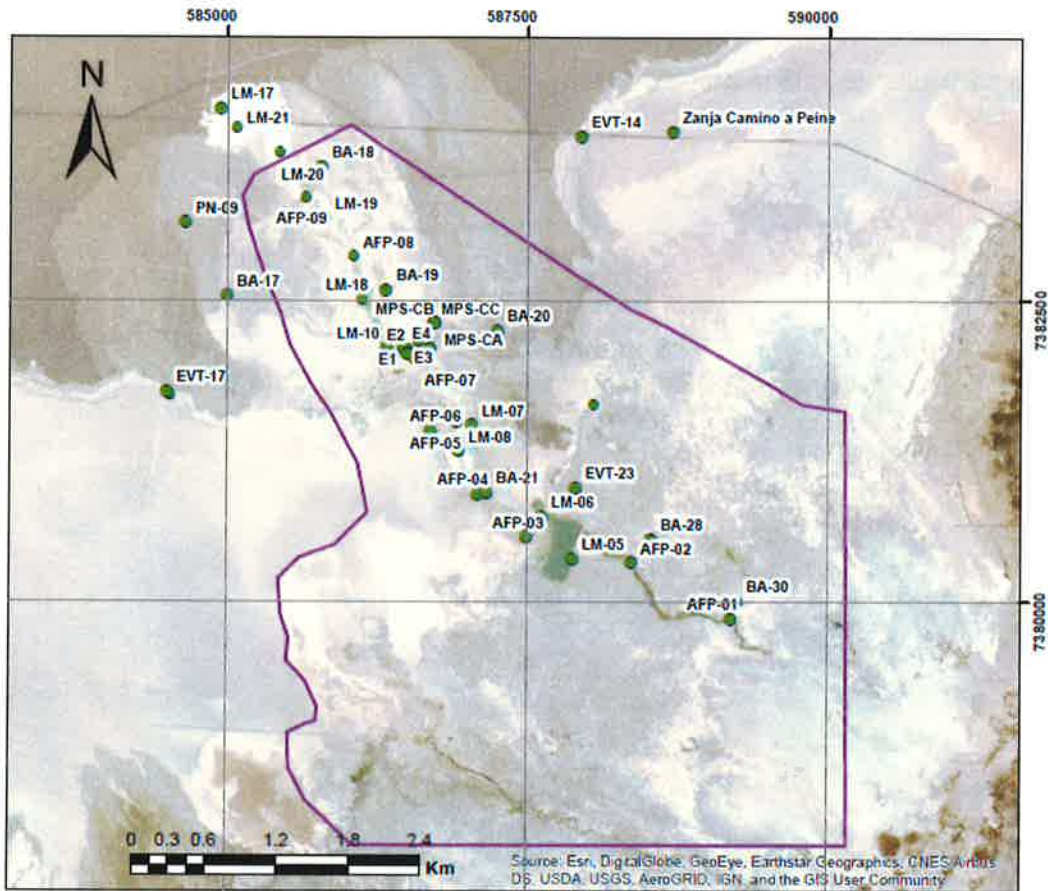 585000 587500 590000
N
LM-17
LM-21
EVT-14
Zanja Camino a Peine
BA-18
LM-20
AFP-09
LM-19
PN-09
AFP-08
BA-17
LM-18
BA-19
7382500
MPS-CB
MPS-CC
BA-20
LM-10
E2
E4
MPS-CA
E1
E3
EVT-17
AFP-07
AFP-06
LM-07
AFP-05
LM-08
AFP-04
BA-21
EVT-23
LM-06
AFP-03
BA-28
LM-05
AFP-02
BA-30
AFP-01
7380000
0 0.3 0.6 1.2 1.8 2.4
Km
Source: Esri, DigitalGlobe, GeoEye, Earthstar Geographics, CNES/Airbus
DS, USDA, USGS, AeroGRID, IGN, and the GIS User Community